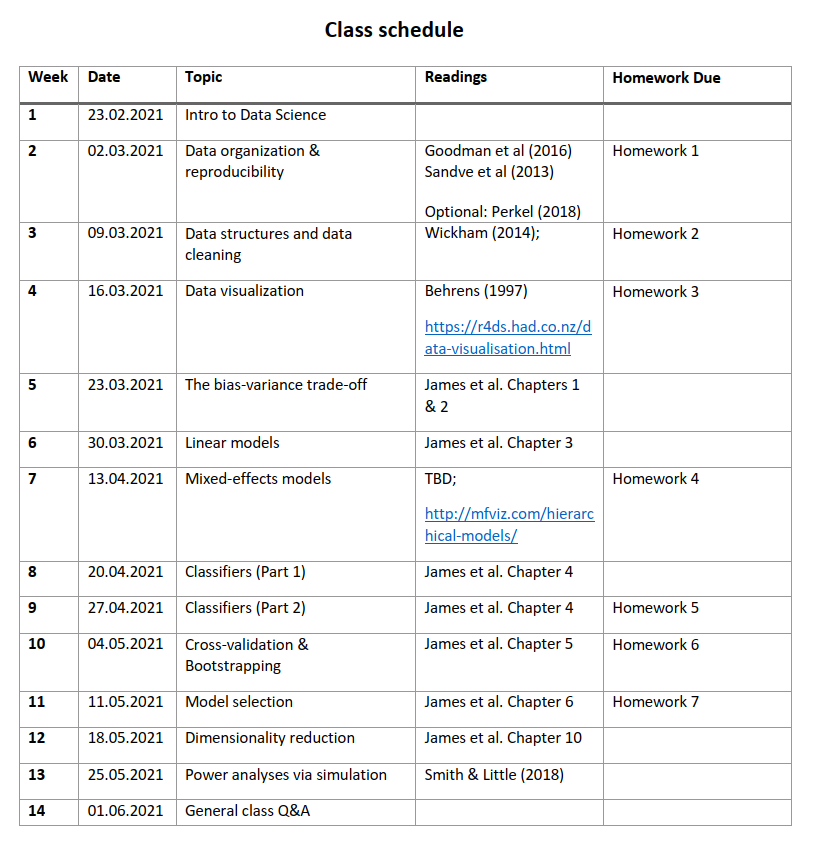 Class schedule
Week Date Topic Readings Homework Due
1 23.02.2021 Intro to Data Science
2 02.03.2021 Data organization & Goodman et al (2016) Homework 1
reproducibility Sandve et al (2013)
Optional: Perkel (2018)
3 09.03.2021 Data structures and data Wickham (2014); Homework 2
cleaning
4 16.03.2021 Data visualization Behrens (1997) Homework 3
https://r4ds.had.co.nz/d
ata-visualisation.html
5 23.03.2021 The bias-variance trade-off James et al. Chapters 1
& 2
6 30.03.2021 Linear models James et al. Chapter 3
7 13.04.2021 Mixed-effects models TBD; Homework 4
http://mfviz.com/hierarc
hical-models/
8 20.04.2021 Classifiers (Part 1) James et al. Chapter 4
9 27.04.2021 Classifiers (Part 2) James et al. Chapter 4 Homework 5
10 04.05.2021 Cross-validation & James et al. Chapter 5 Homework 6
Bootstrapping
11 11.05.2021 Model selection James et al. Chapter 6 Homework 7
12 18.05.2021 Dimensionality reduction James et al. Chapter 10
13 25.05.2021 Power analyses via simulation Smith & Little (2018)
14 01.06.2021 General class Q&A